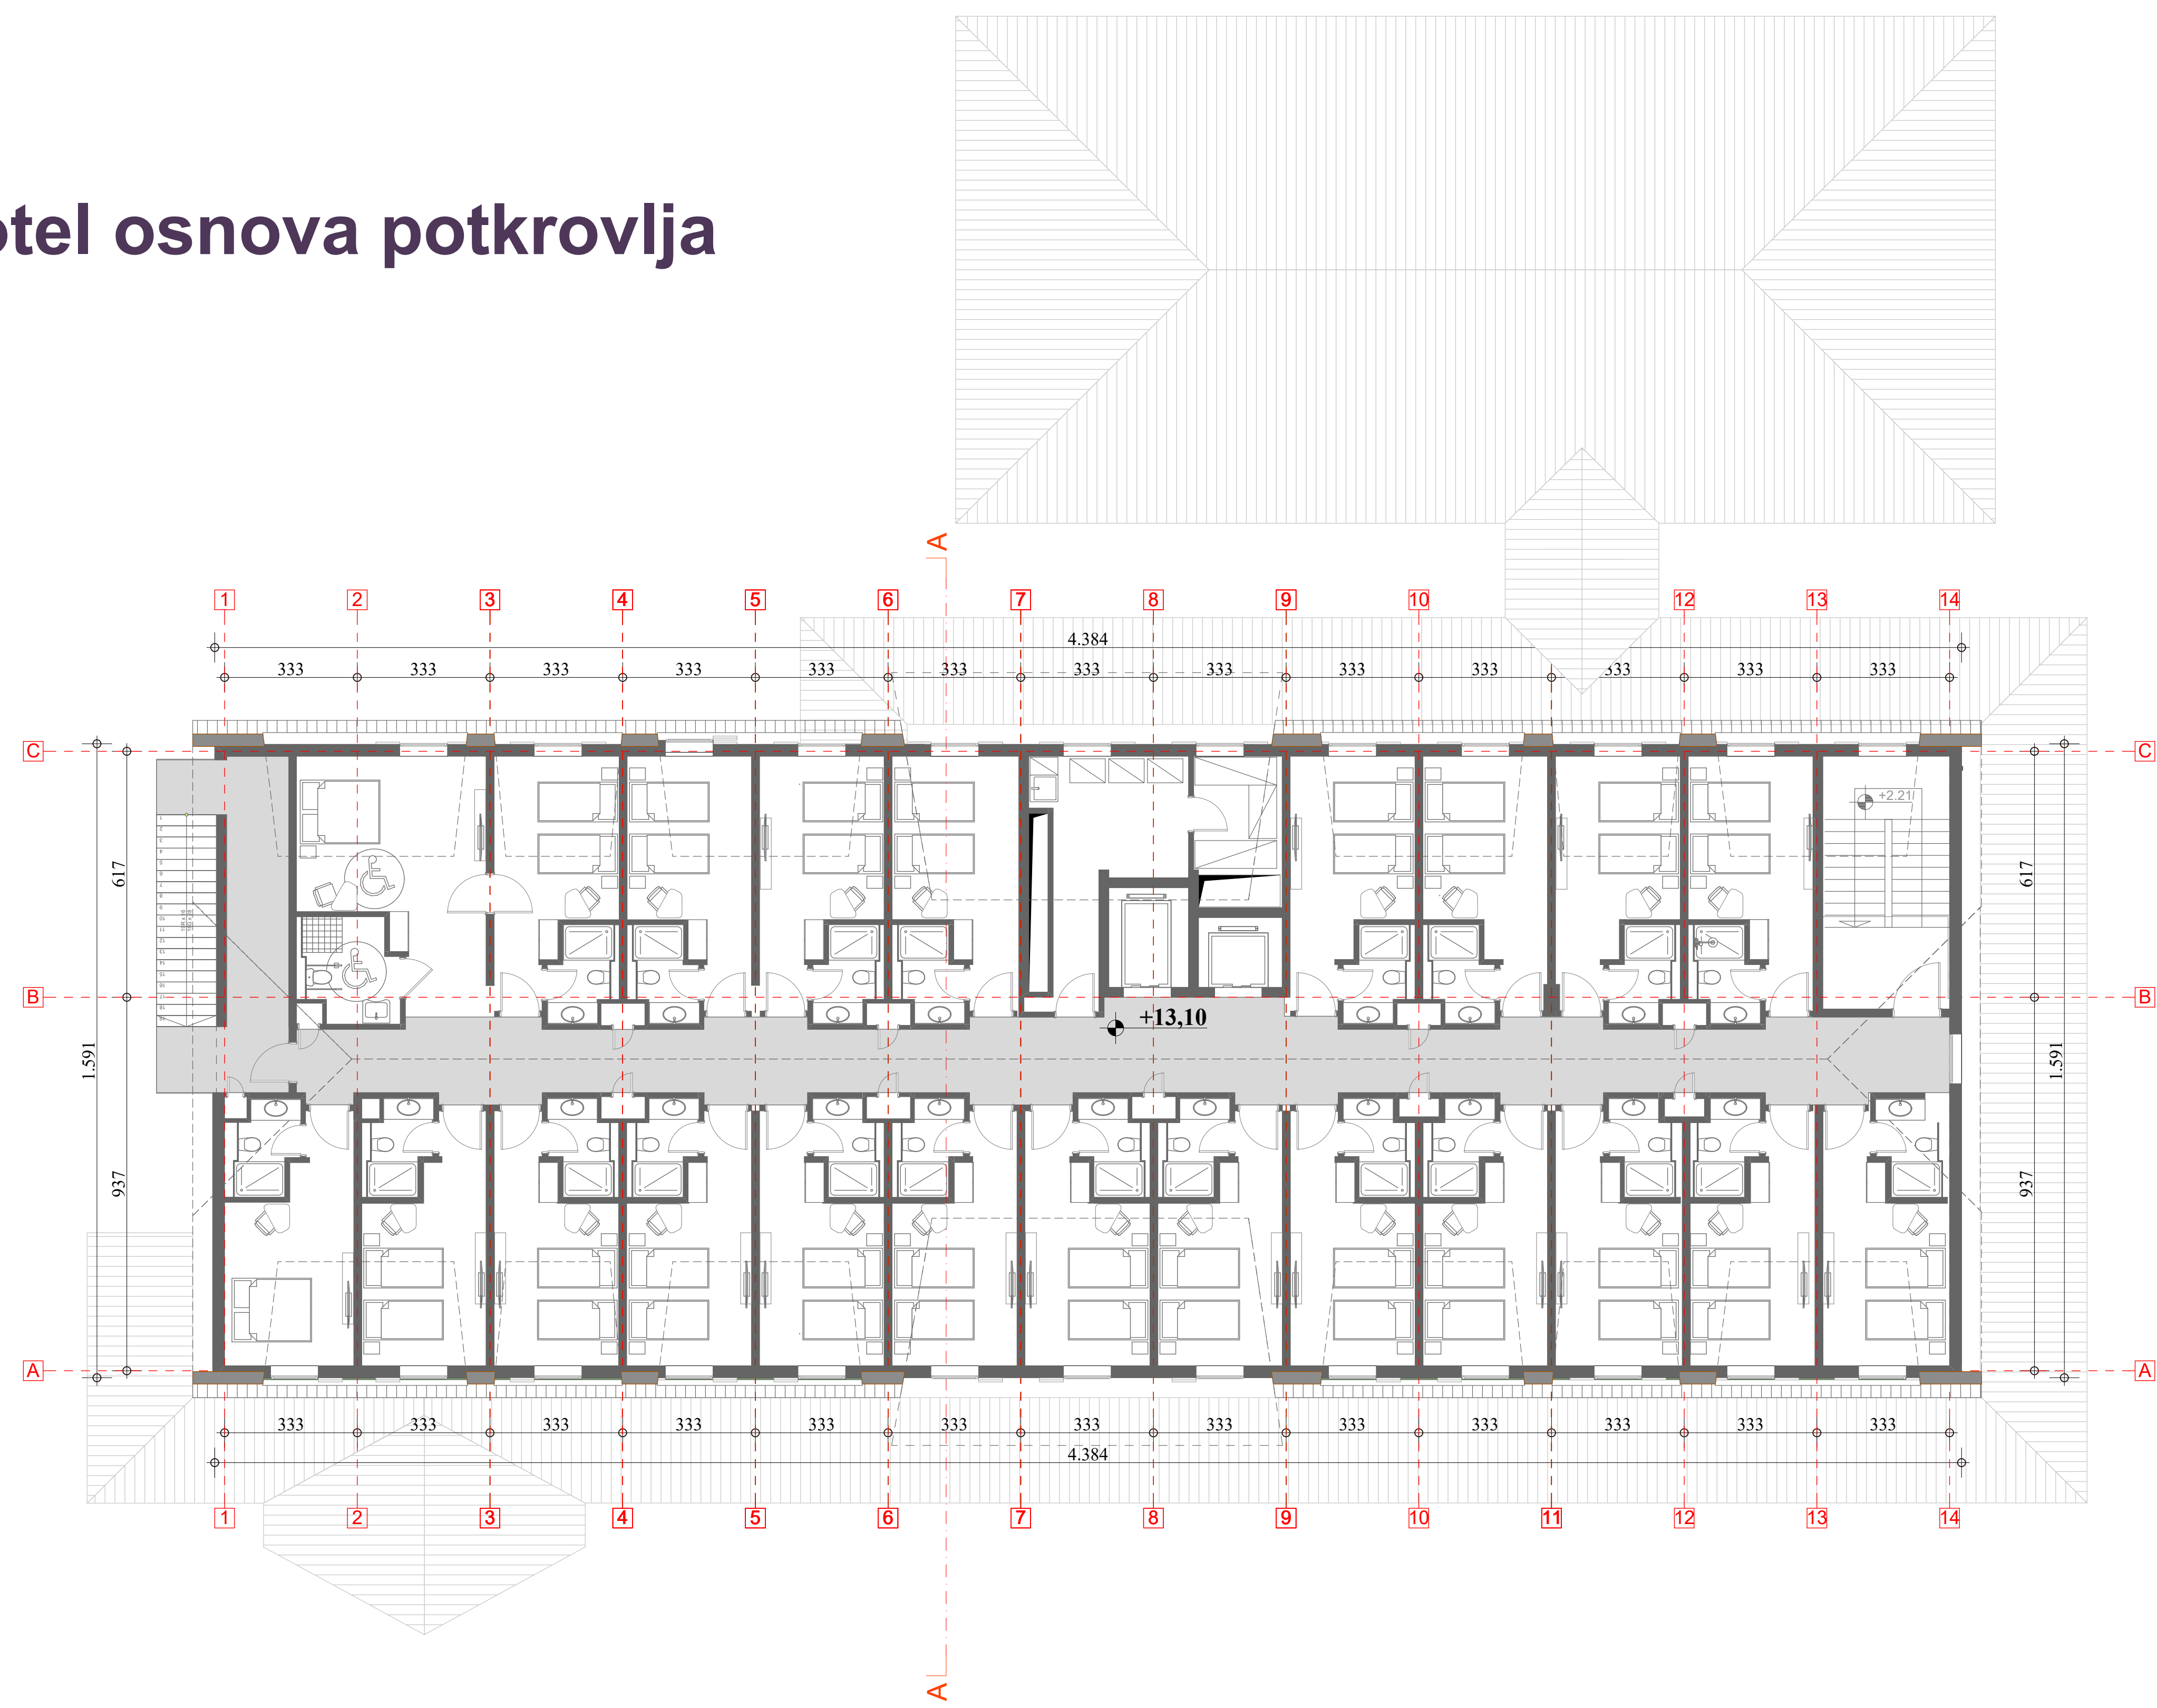 otel osnova potkrovlja
A
1 2 3 4 5 6 7 8 9 10 12 13 14
4.384
333 333 333 333 333 333 333 333 333 333 333 333 333
C C
+2.21
617 617
B B
+13,10
1.591 1.591
937 937
A A
333 333 333 333 333 333 333 333 333 333 333 333 333
4.384
1 2 3 4 5 6 7 8 9 10 11 12 13 14
A